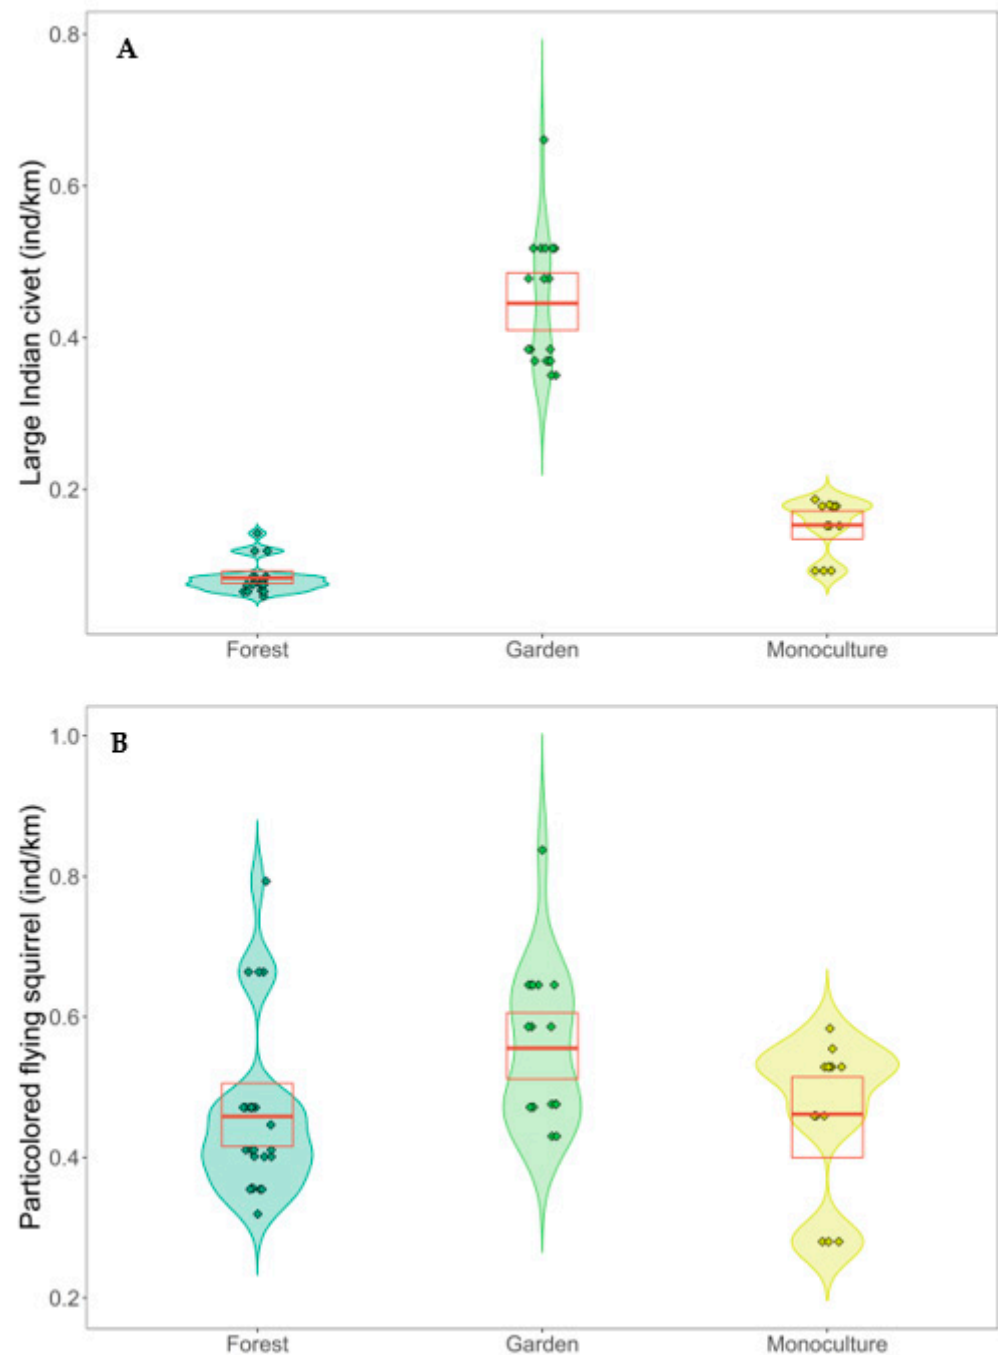 A
Large Indian civet (ind/km)
0.8
0.6
0.4
0.2
Forest Garden Monoculture
B
Particolored flying squirrel (ind/km)
1.0
0.8
0.6
0.4
0.2
Forest Garden Monoculture